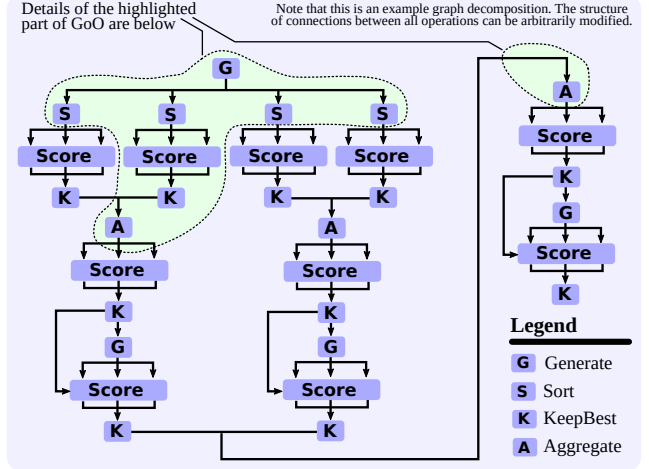 Details of the highlighted
part of GoO are below
Note that this is an example graph decomposition. The structure
of connections between all operations can be arbitrarily modified.
G
A
S S S S
Score
Score Score Score Score
K
K K K K
G
A A
Score
Score Score
K
K K
G G
Score Score
K K
Legend
G Generate
S Sort
K KeepBest
A Aggregate